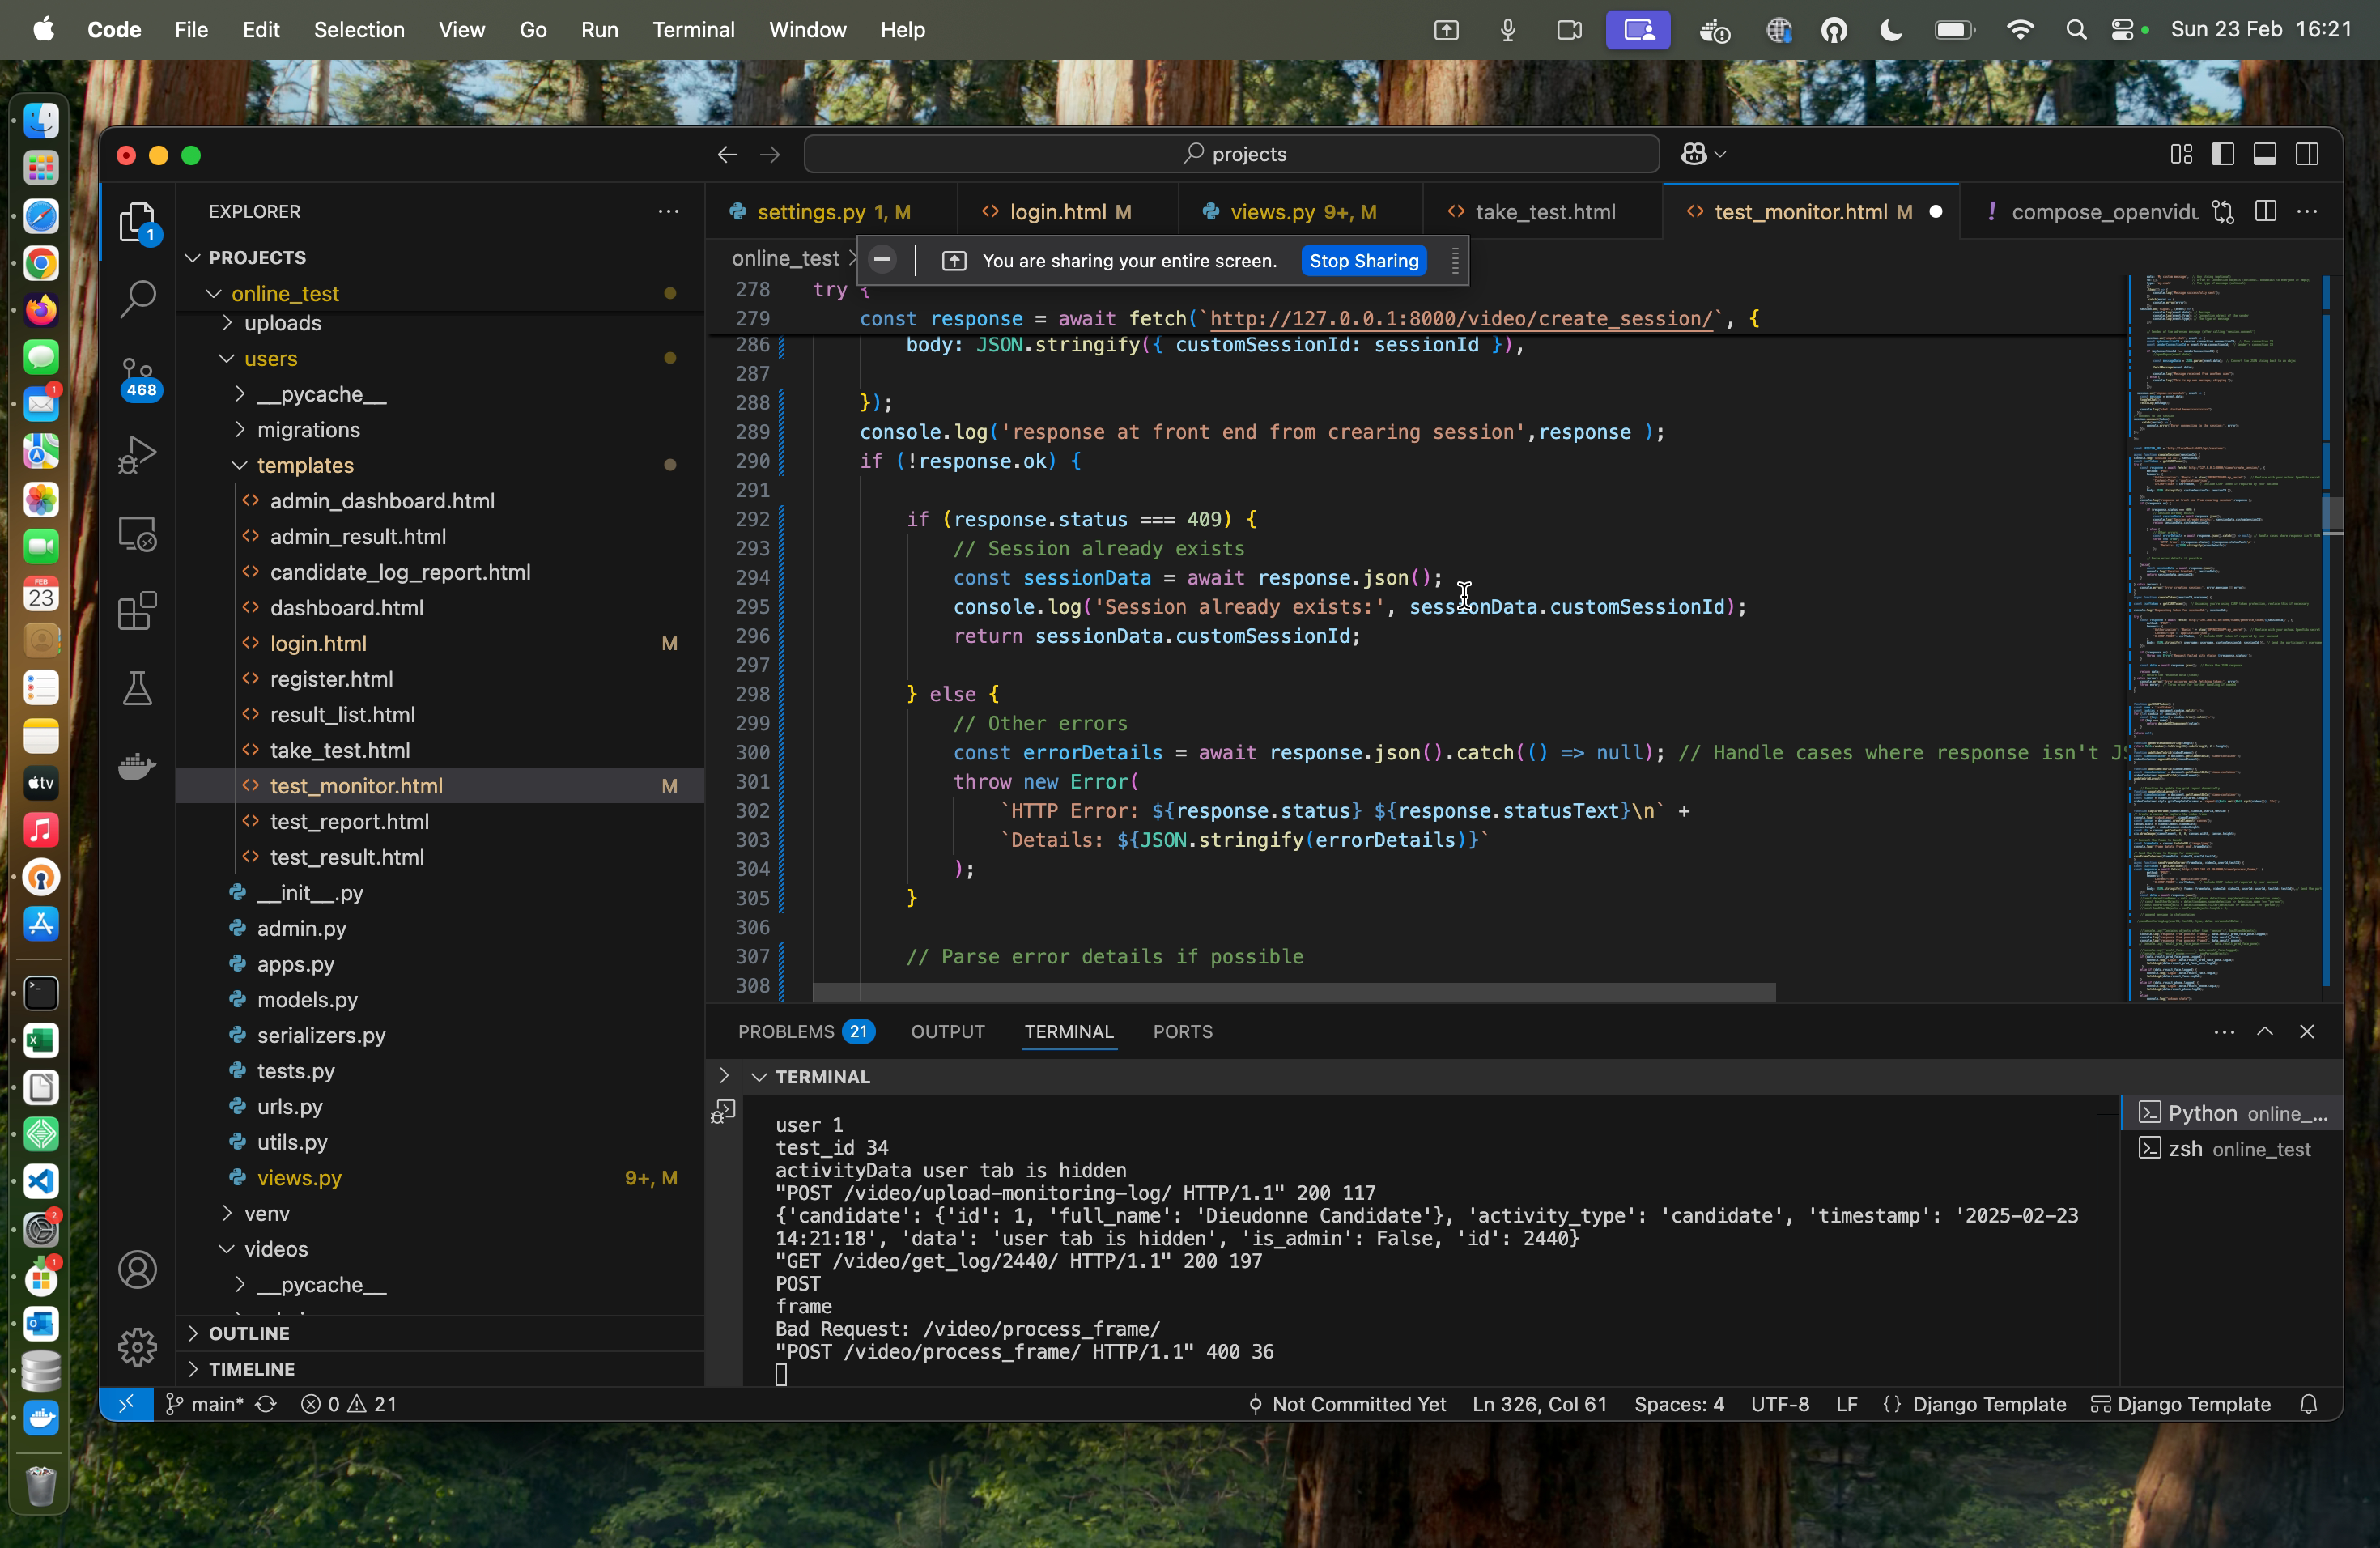 Code File Edit Selection View Go Run Terminal Window Help Sun 23 Feb 16:21
projects
EXPLORER
PROJECTS
online_test
uploads
users
__pycache__
migrations
templates
admin_dashboard.html
admin_result.html
candidate_log_report.html
dashboard.html
login.html M
register.html
result_list.html
take_test.html
test_monitor.html M
test_report.html
test_result.html
__init__.py
admin.py
apps.py
models.py
serializers.py
tests.py
urls.py
utils.py
views.py 9+, M
venv
videos
__pycache__
OUTLINE
TIMELINE
1
468
FEB
23
tv
1
2
1
settings.py 1, M
login.html M
views.py 9+, M
take_test.html
test_monitor.html M
! compose_openvidu
online_test >
You are sharing your entire screen. Stop Sharing
278 try {
279 const response = await fetch(`http://127.0.0.1:8000/video/create_session/`, {
286 body: JSON.stringify({ customSessionId: sessionId }),
287
288 });
289 console.log('response at front end from crearing session',response );
290 if (!response.ok) {
291
292 if (response.status === 409) {
293 // Session already exists
294 const sessionData = await response.json();
295 console.log('Session already exists:', sessionData.customSessionId);
296 return sessionData.customSessionId;
297
298 } else {
299 // Other errors
300 const errorDetails = await response.json().catch(() => null); // Handle cases where response isn't JS
301 throw new Error(
302 `HTTP Error: ${response.status} ${response.statusText}\n` +
303 `Details: ${JSON.stringify(errorDetails)}`
304 );
305 }
306
307 // Parse error details if possible
308
PROBLEMS 21 OUTPUT TERMINAL PORTS
TERMINAL
user 1
test_id 34
activityData user tab is hidden
"POST /video/upload-monitoring-log/ HTTP/1.1" 200 117
{'candidate': {'id': 1, 'full_name': 'Dieudonne Candidate'}, 'activity_type': 'candidate', 'timestamp': '2025-02-23
14:21:18', 'data': 'user tab is hidden', 'is_admin': False, 'id': 2440}
"GET /video/get_log/2440/ HTTP/1.1" 200 197
POST
frame
Bad Request: /video/process_frame/
"POST /video/process_frame/ HTTP/1.1" 400 36
Python online_...
zsh online_test
main* 0 21 Not Committed Yet Ln 326, Col 61 Spaces: 4 UTF-8 LF {} Django Template Django Template